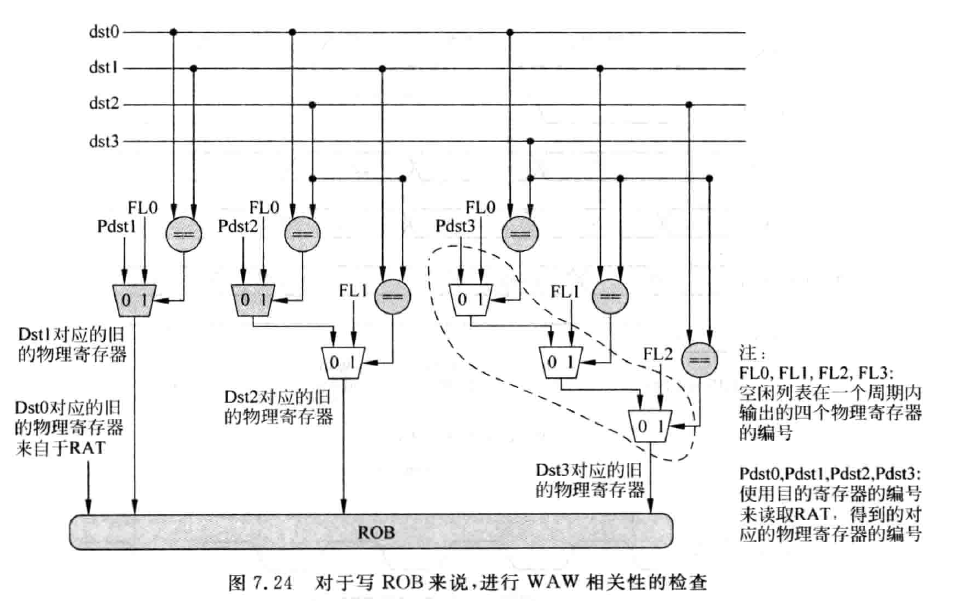 dst0
dst1
dst2
dst3
FL0
Pdst1
==
0 1
FL0
Pdst2
==
0 1
FL1
==
0 1
FL0
Pdst3
==
0 1
FL1
==
0 1
FL2
==
0 1
Dst1对应的旧
的物理寄存器
Dst0对应的旧
的物理寄存器
来自于RAT
Dst2对应的旧
的物理寄存器
Dst3对应的旧
的物理寄存器
ROB
注：
FL0, FL1, FL2, FL3:
空闲列表在一个周期内
输出的四个物理寄存器
的编号
Pdst0,Pdst1,Pdst2,Pdst3:
使用目的寄存器的编号
来读取RAT，得到的对
应的物理寄存器的编号
图 7.24 对于写 ROB 来说,进行 WAW 相关性的检查